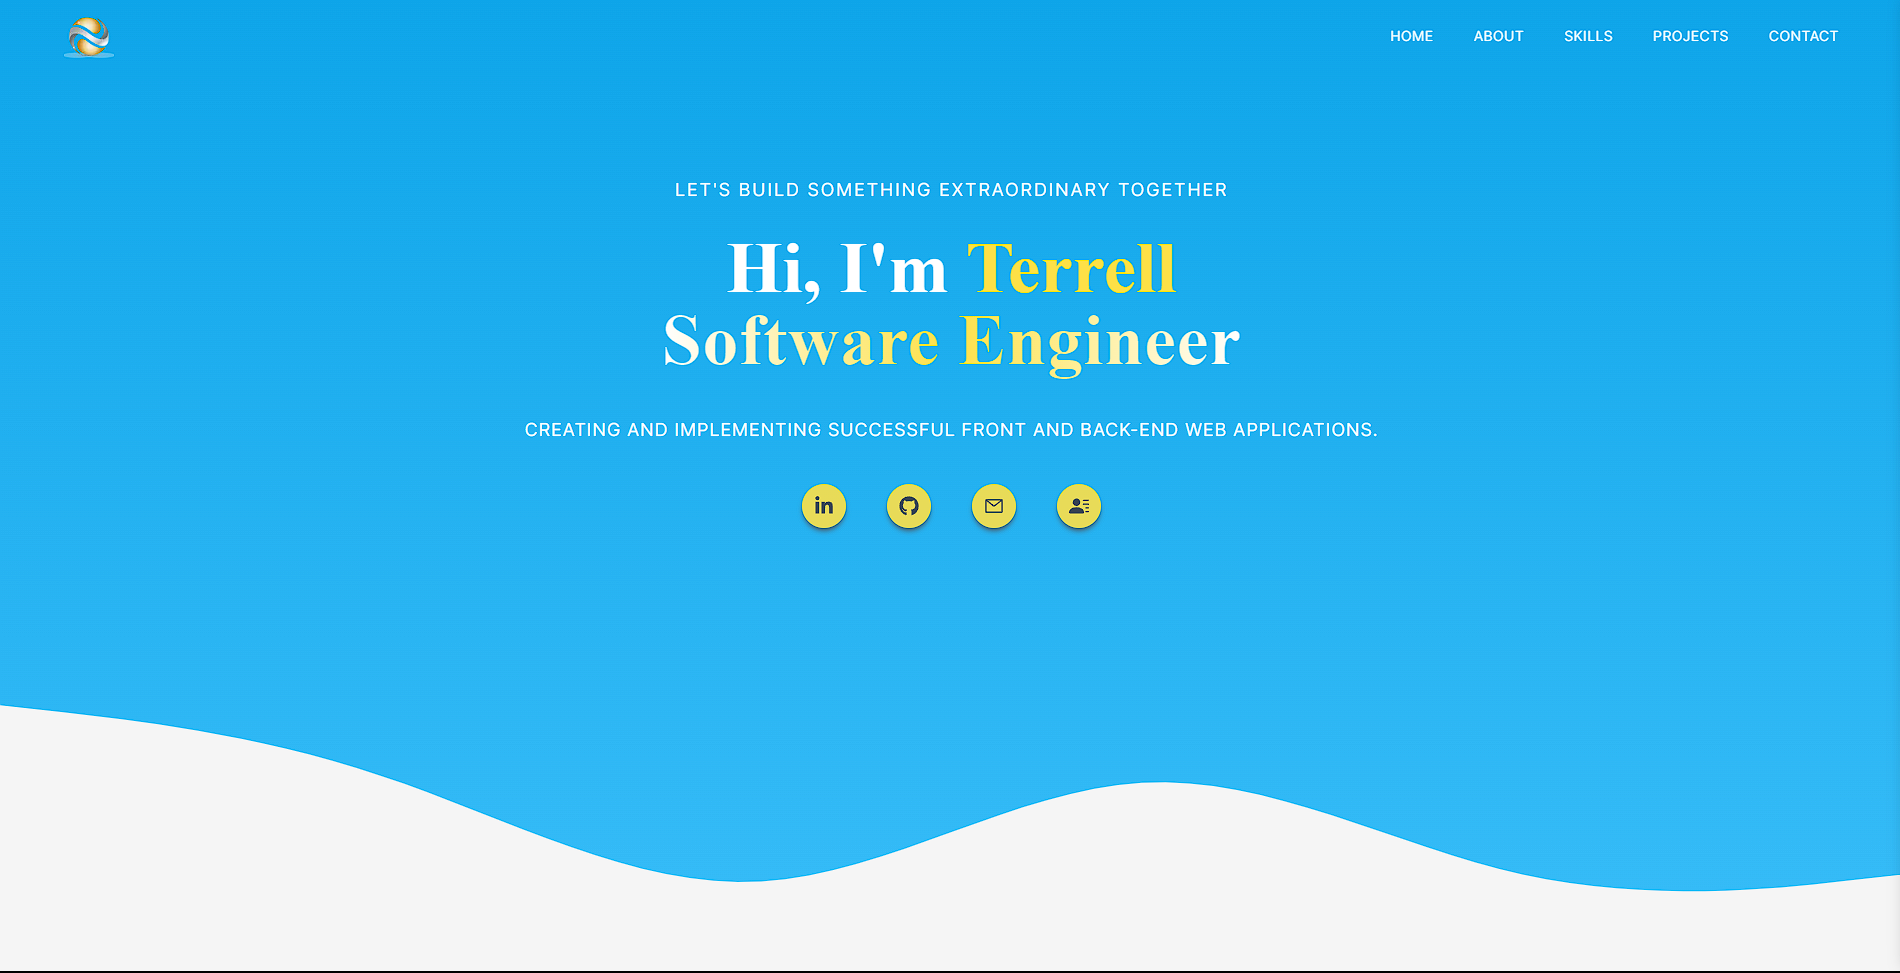 HOME ABOUT SKILLS PROJECTS CONTACT
LET'S BUILD SOMETHING EXTRAORDINARY TOGETHER
Hi, I'm Terrell
Software Engineer
CREATING AND IMPLEMENTING SUCCESSFUL FRONT AND BACK-END WEB APPLICATIONS.
in